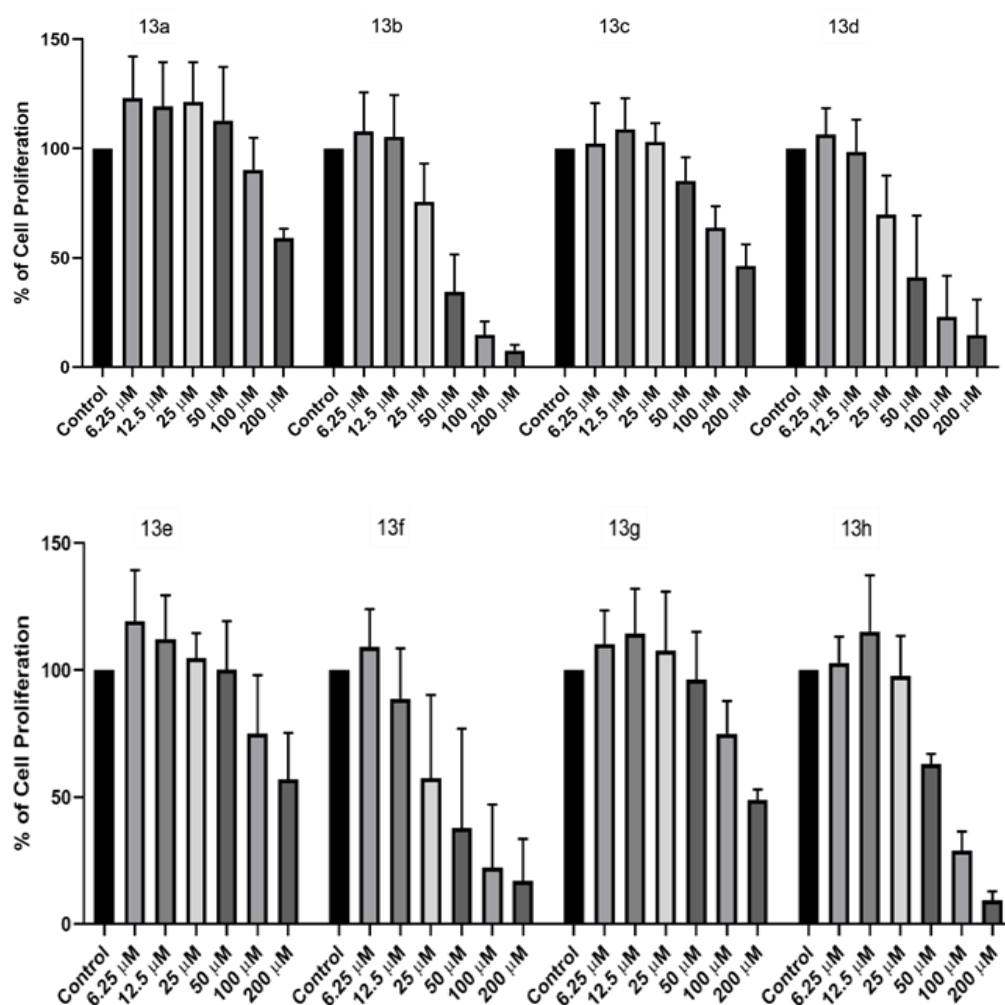 13a 13b 13c 13d
150
100
50
0
% of Cell Proliferation
Control 6.25 µM 12.5 µM 25 µM 50 µM 100 µM 200 µM Control 6.25 µM 12.5 µM 25 µM 50 µM 100 µM 200 µM Control 6.25 µM 12.5 µM 25 µM 50 µM 100 µM 200 µM Control 6.25 µM 12.5 µM 25 µM 50 µM 100 µM 200 µM
13e 13f 13g 13h
150
100
50
0
% of Cell Proliferation
Control 6.25 µM 12.5 µM 25 µM 50 µM 100 µM 200 µM Control 6.25 µM 12.5 µM 25 µM 50 µM 100 µM 200 µM Control 6.25 µM 12.5 µM 25 µM 50 µM 100 µM 200 µM Control 6.25 µM 12.5 µM 25 µM 50 µM 100 µM 200 µM